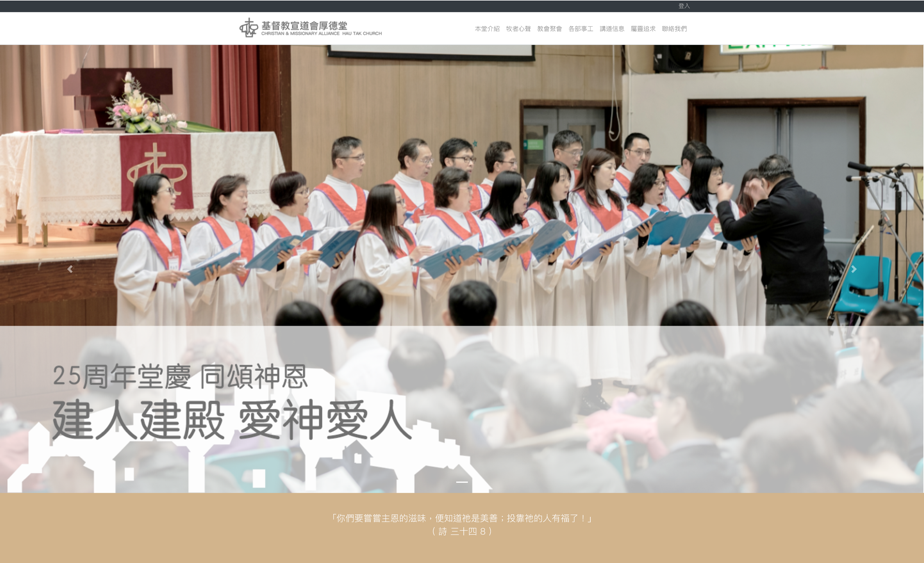 登入
基督教宣道會厚德堂
CHRISTIAN & MISSIONARY ALLIANCE HAU TAK CHURCH
本堂介紹 牧者心聲 教會聚會 各部事工 講道信息 屬靈追求 聯絡我們
25周年堂慶 同頌神恩
建人建殿 愛神愛人
「你們要嘗嘗主恩的滋味，便知道祂是美善；投靠祂的人有福了！」
( 詩 三十四 8 )